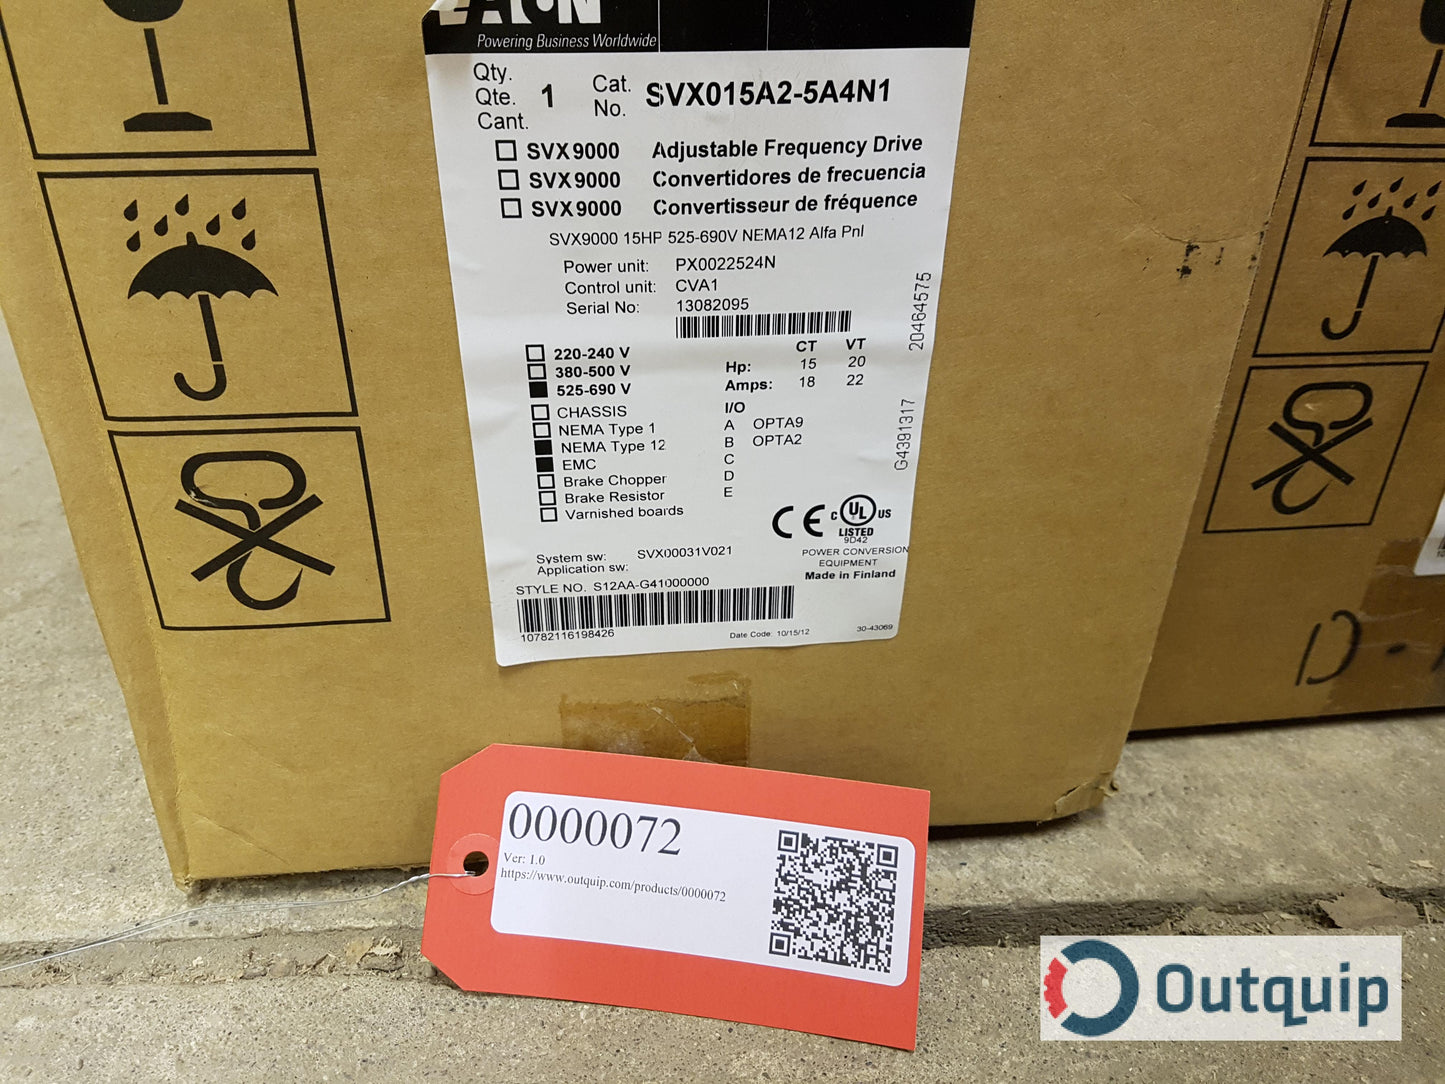 EATON
Powering Business Worldwide
Qty.
Qte. 1 Cat. No. SVX015A2-5A4N1
Cant.
SVX9000 Adjustable Frequency Drive
SVX9000 Convertidores de frecuencia
SVX9000 Convertisseur de fréquence
SVX9000 15HP 525-690V NEMA12 Alfa Pnl
Power unit: PX0022524N
Control unit: CVA1
Serial No: 13082095
20464575
220-240 V
380-500 V
525-690 V
CT VT
Hp: 15 20
Amps: 18 22
CHASSIS
NEMA Type 1
NEMA Type 12
EMC
Brake Chopper
Brake Resistor
Varnished boards
I/O
A OPTA9
B OPTA2
C
D
E
G4391317
CE
c UL us
LISTED
9D42
POWER CONVERSION
EQUIPMENT
Made in Finland
System sw: SVX00031V021
Application sw:
STYLE NO. S12AA-G41000000
10782116198426
Date Code: 10/15/12
30-43069
D -
0000072
Ver: 1.0
https://www.outquip.com/products/0000072
Outquip